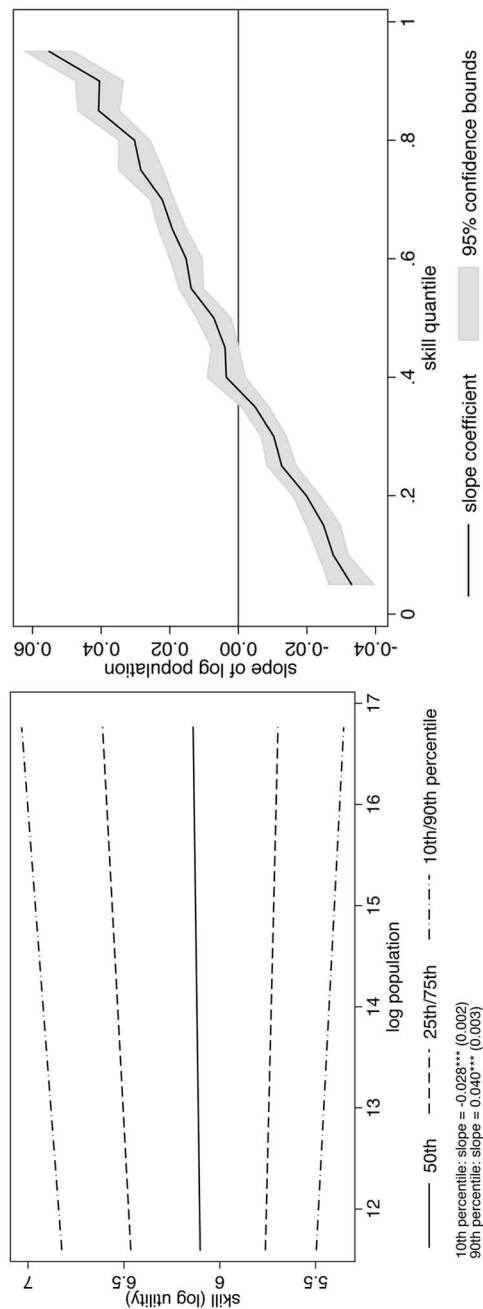 skill (log utility)
7
6.5
6
5.5
12
13
14
15
16
17
log population
50th
25th/75th
10th/90th percentile
10th percentile: slope = -0.028*** (0.002)
90th percentile: slope = 0.040*** (0.003)
slope of log population
0.06
0.04
0.02
0.00
-0.02
-0.04
0
.2
.4
.6
.8
1
skill quantile
slope coefficient
95% confidence bounds